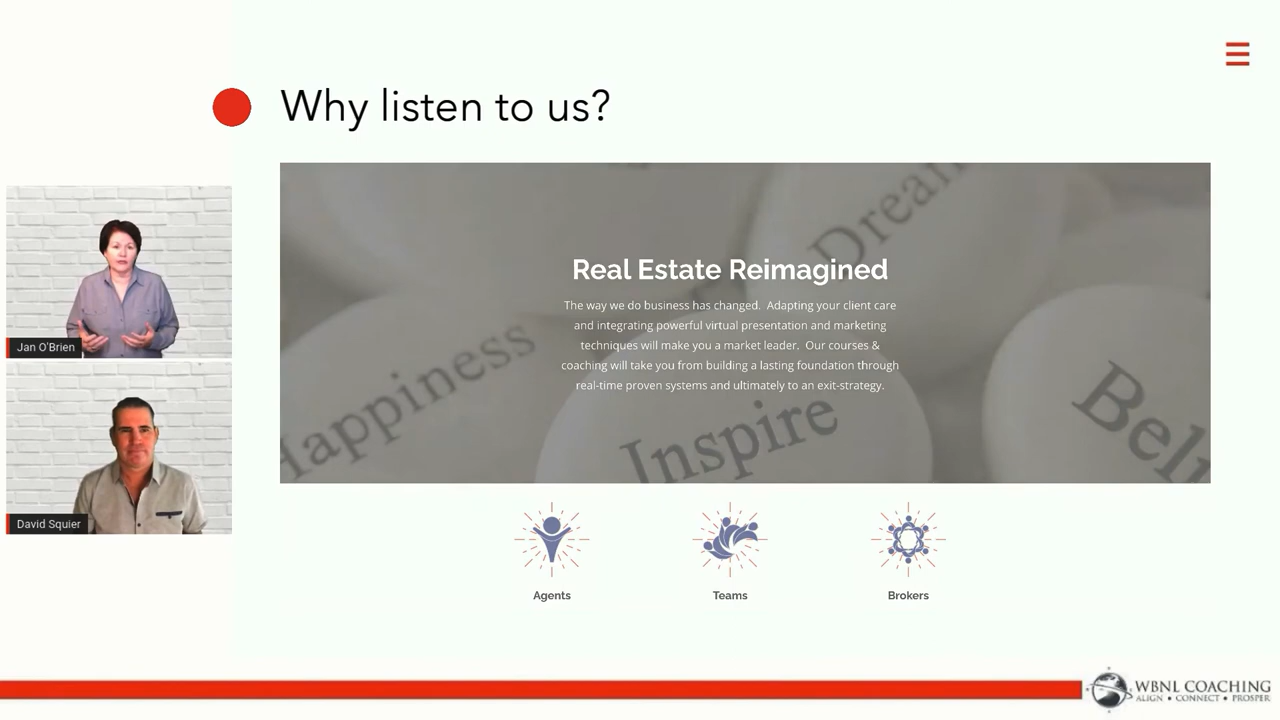 Why listen to us?
Jan O'Brien
David Squier
Dream
Happiness
Inspire
Real Estate Reimagined
The way we do business has changed. Adapting your client care
and integrating powerful virtual presentation and marketing
techniques will make you a market leader. Our courses &
coaching will take you from building a lasting foundation through
real-time proven systems and ultimately to an exit-strategy.
Agents
Teams
Brokers
WBNL COACHING
ALIGN • CONNECT • PROSPER